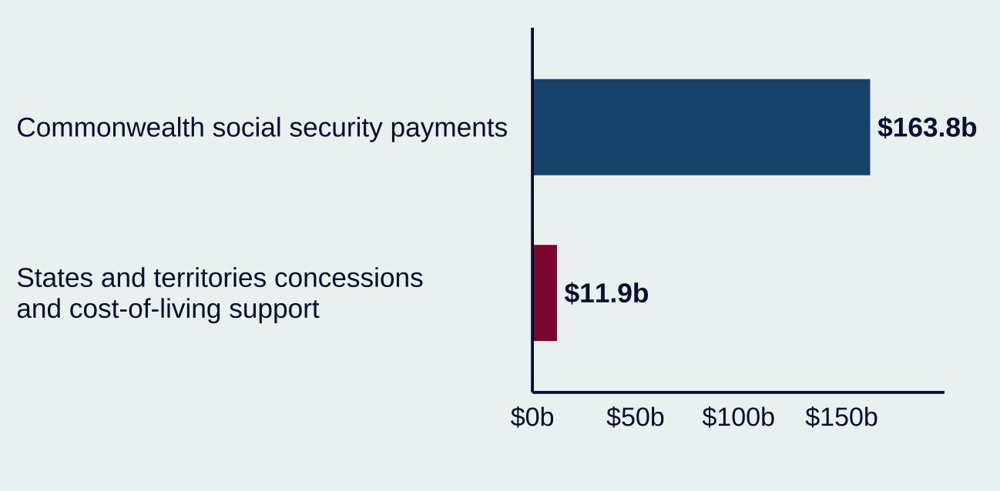 Commonwealth social security payments
$163.8b
States and territories concessions
and cost-of-living support
$11.9b
$0b
$50b
$100b
$150b